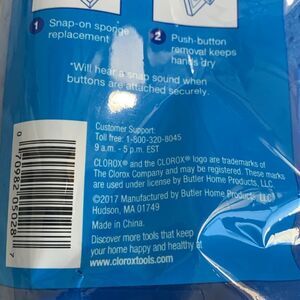 1 Snap-on sponge
replacement
2 Push-button
removal keeps
hands dry
*Will hear a snap sound when
buttons are attached securely.
Customer Support:
Toll free: 1-800-320-8045
9 a.m. - 5 p.m. EST
CLOROX® and the CLOROX® logo are trademarks of
The Clorox Company and may be registered. These marks
are used under license by Butler Home Products, LLC.
©2017 Manufactured by Butler Home Products, LLC
Hudson, MA 01749
Made in China.
Discover more tools that keep
your home happy and healthy at
www.cloroxtools.com
0 70982 05028 7